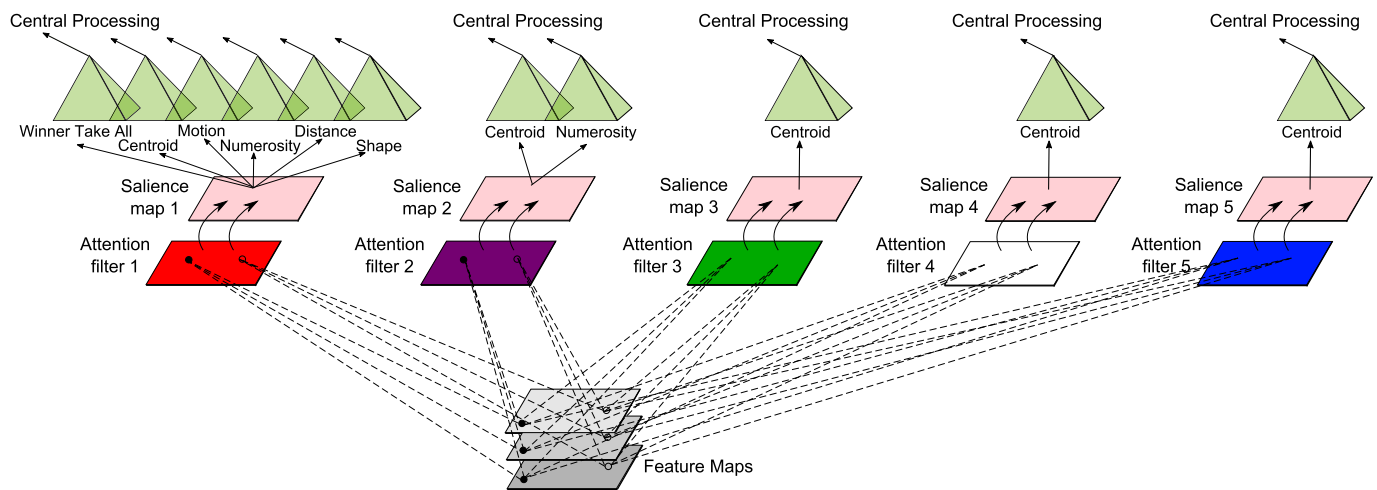 Central Processing
Central Processing
Central Processing
Central Processing
Central Processing
Winner Take All
Motion
Distance
Centroid
Numerosity
Shape
Centroid
Numerosity
Centroid
Centroid
Centroid
Salience
map 1
Salience
map 2
Salience
map 3
Salience
map 4
Salience
map 5
Attention
filter 1
Attention
filter 2
Attention
filter 3
Attention
filter 4
Attention
filter 5
Feature Maps